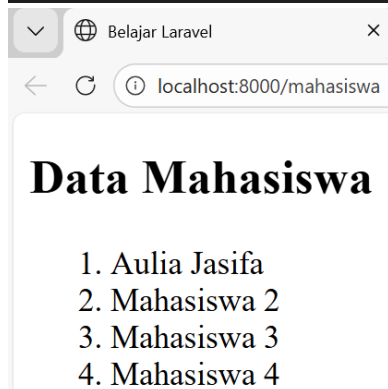 Belajar Laravel
localhost:8000/mahasiswa
Data Mahasiswa
1. Aulia Jasifa
2. Mahasiswa 2
3. Mahasiswa 3
4. Mahasiswa 4